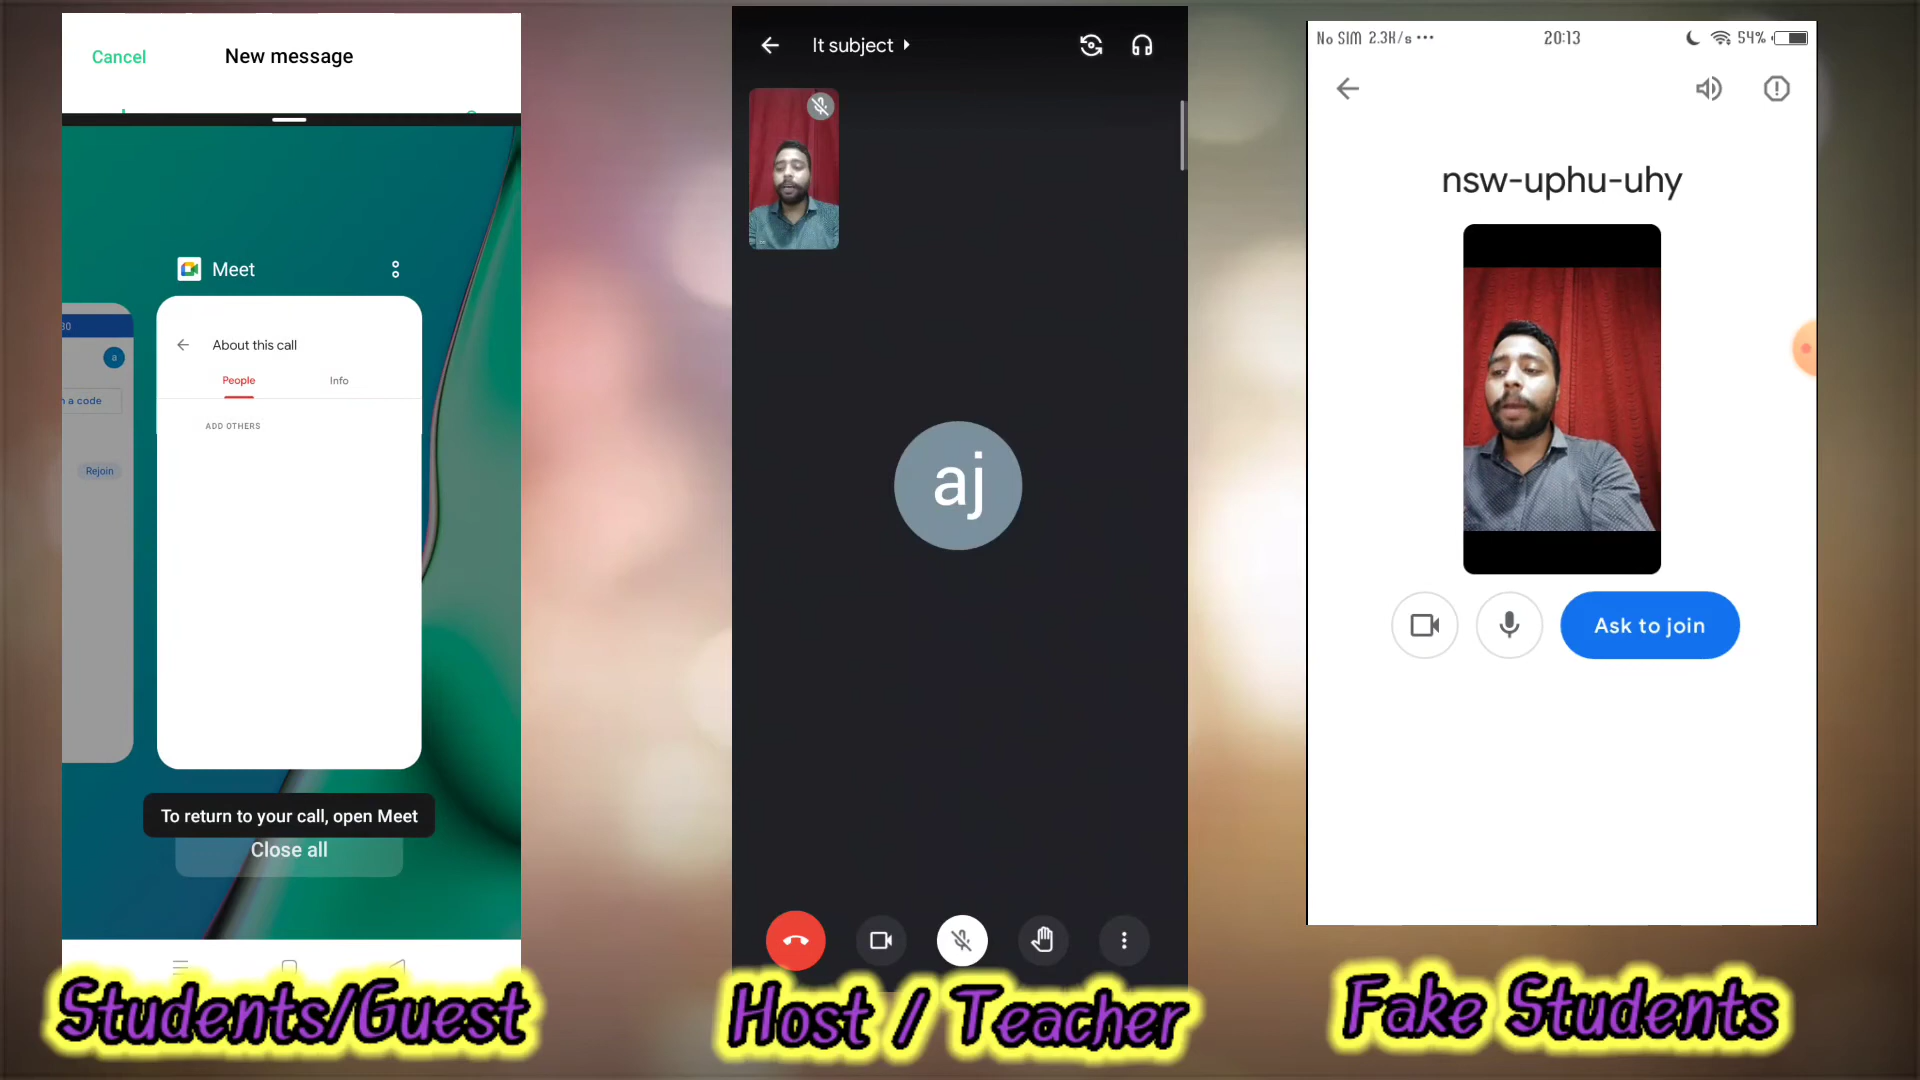 Cancel
New message
Meet
30
a
n a code
Rejoin
About this call
People
Info
ADD OTHERS
To return to your call, open Meet
Close all
Students/Guest
It subject
aj
Host / Teacher
No SIM 2.3K/s ···
20:13
54%
nsw-uphu-uhy
Ask to join
Fake Students